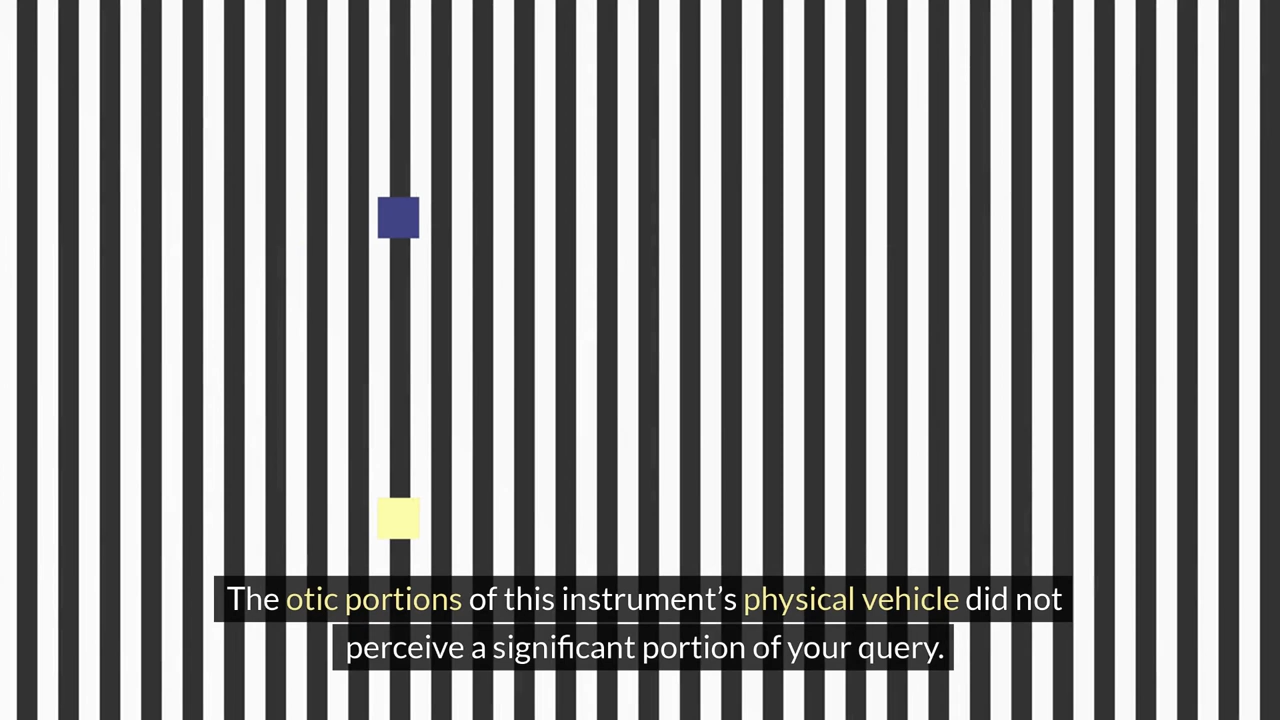 The otic portions of this instrument’s physical vehicle did not
perceive a significant portion of your query.